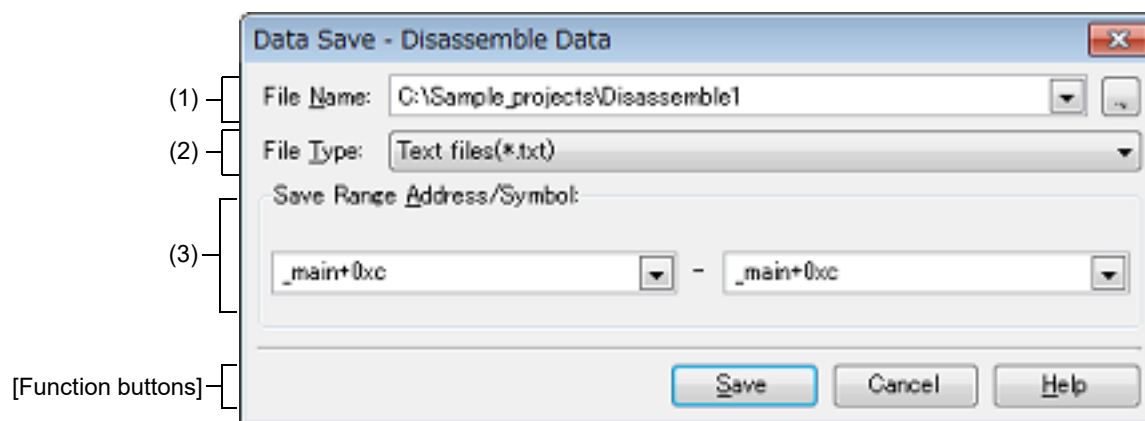 Data Save - Disassemble Data
(1) File Name: C:\Sample_projects\Disassemble1 ...
(2) File Type: Text files(*.txt)
Save Range Address/Symbol:
(3) _main+0xc - _main+0xc
[Function buttons] Save Cancel Help